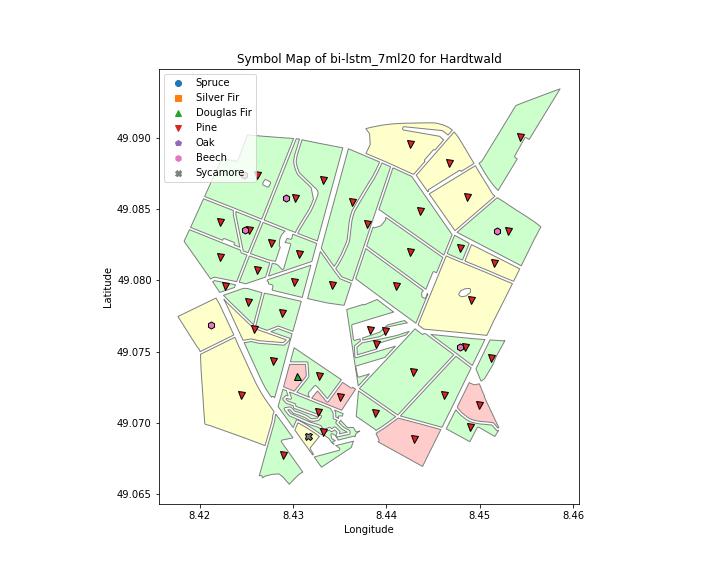 Symbol Map of bi-lstm_7ml20 for Hardtwald
Spruce
Silver Fir
Douglas Fir
Pine
Oak
Beech
Sycamore
49.090
49.085
49.080
49.075
49.070
49.065
Latitude
8.42 8.43 8.44 8.45 8.46
Longitude